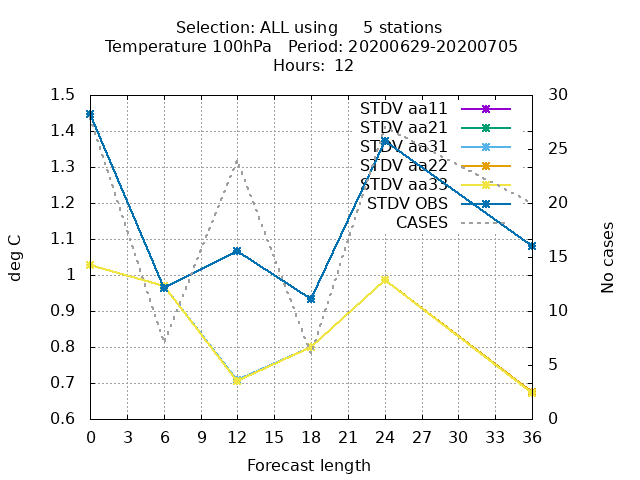 Selection: ALL using     5 stations
Temperature 100hPa   Period: 20200629-20200705
Hours: 12
1.5
1.4
1.3
1.2
1.1
1
0.9
0.8
0.7
0.6
deg C
30
25
20
15
10
5
0
No cases
STDV aa11
STDV aa21
STDV aa31
STDV aa22
STDV aa33
STDV OBS
CASES
0 3 6 9 12 15 18 21 24 27 30 33 36
Forecast length